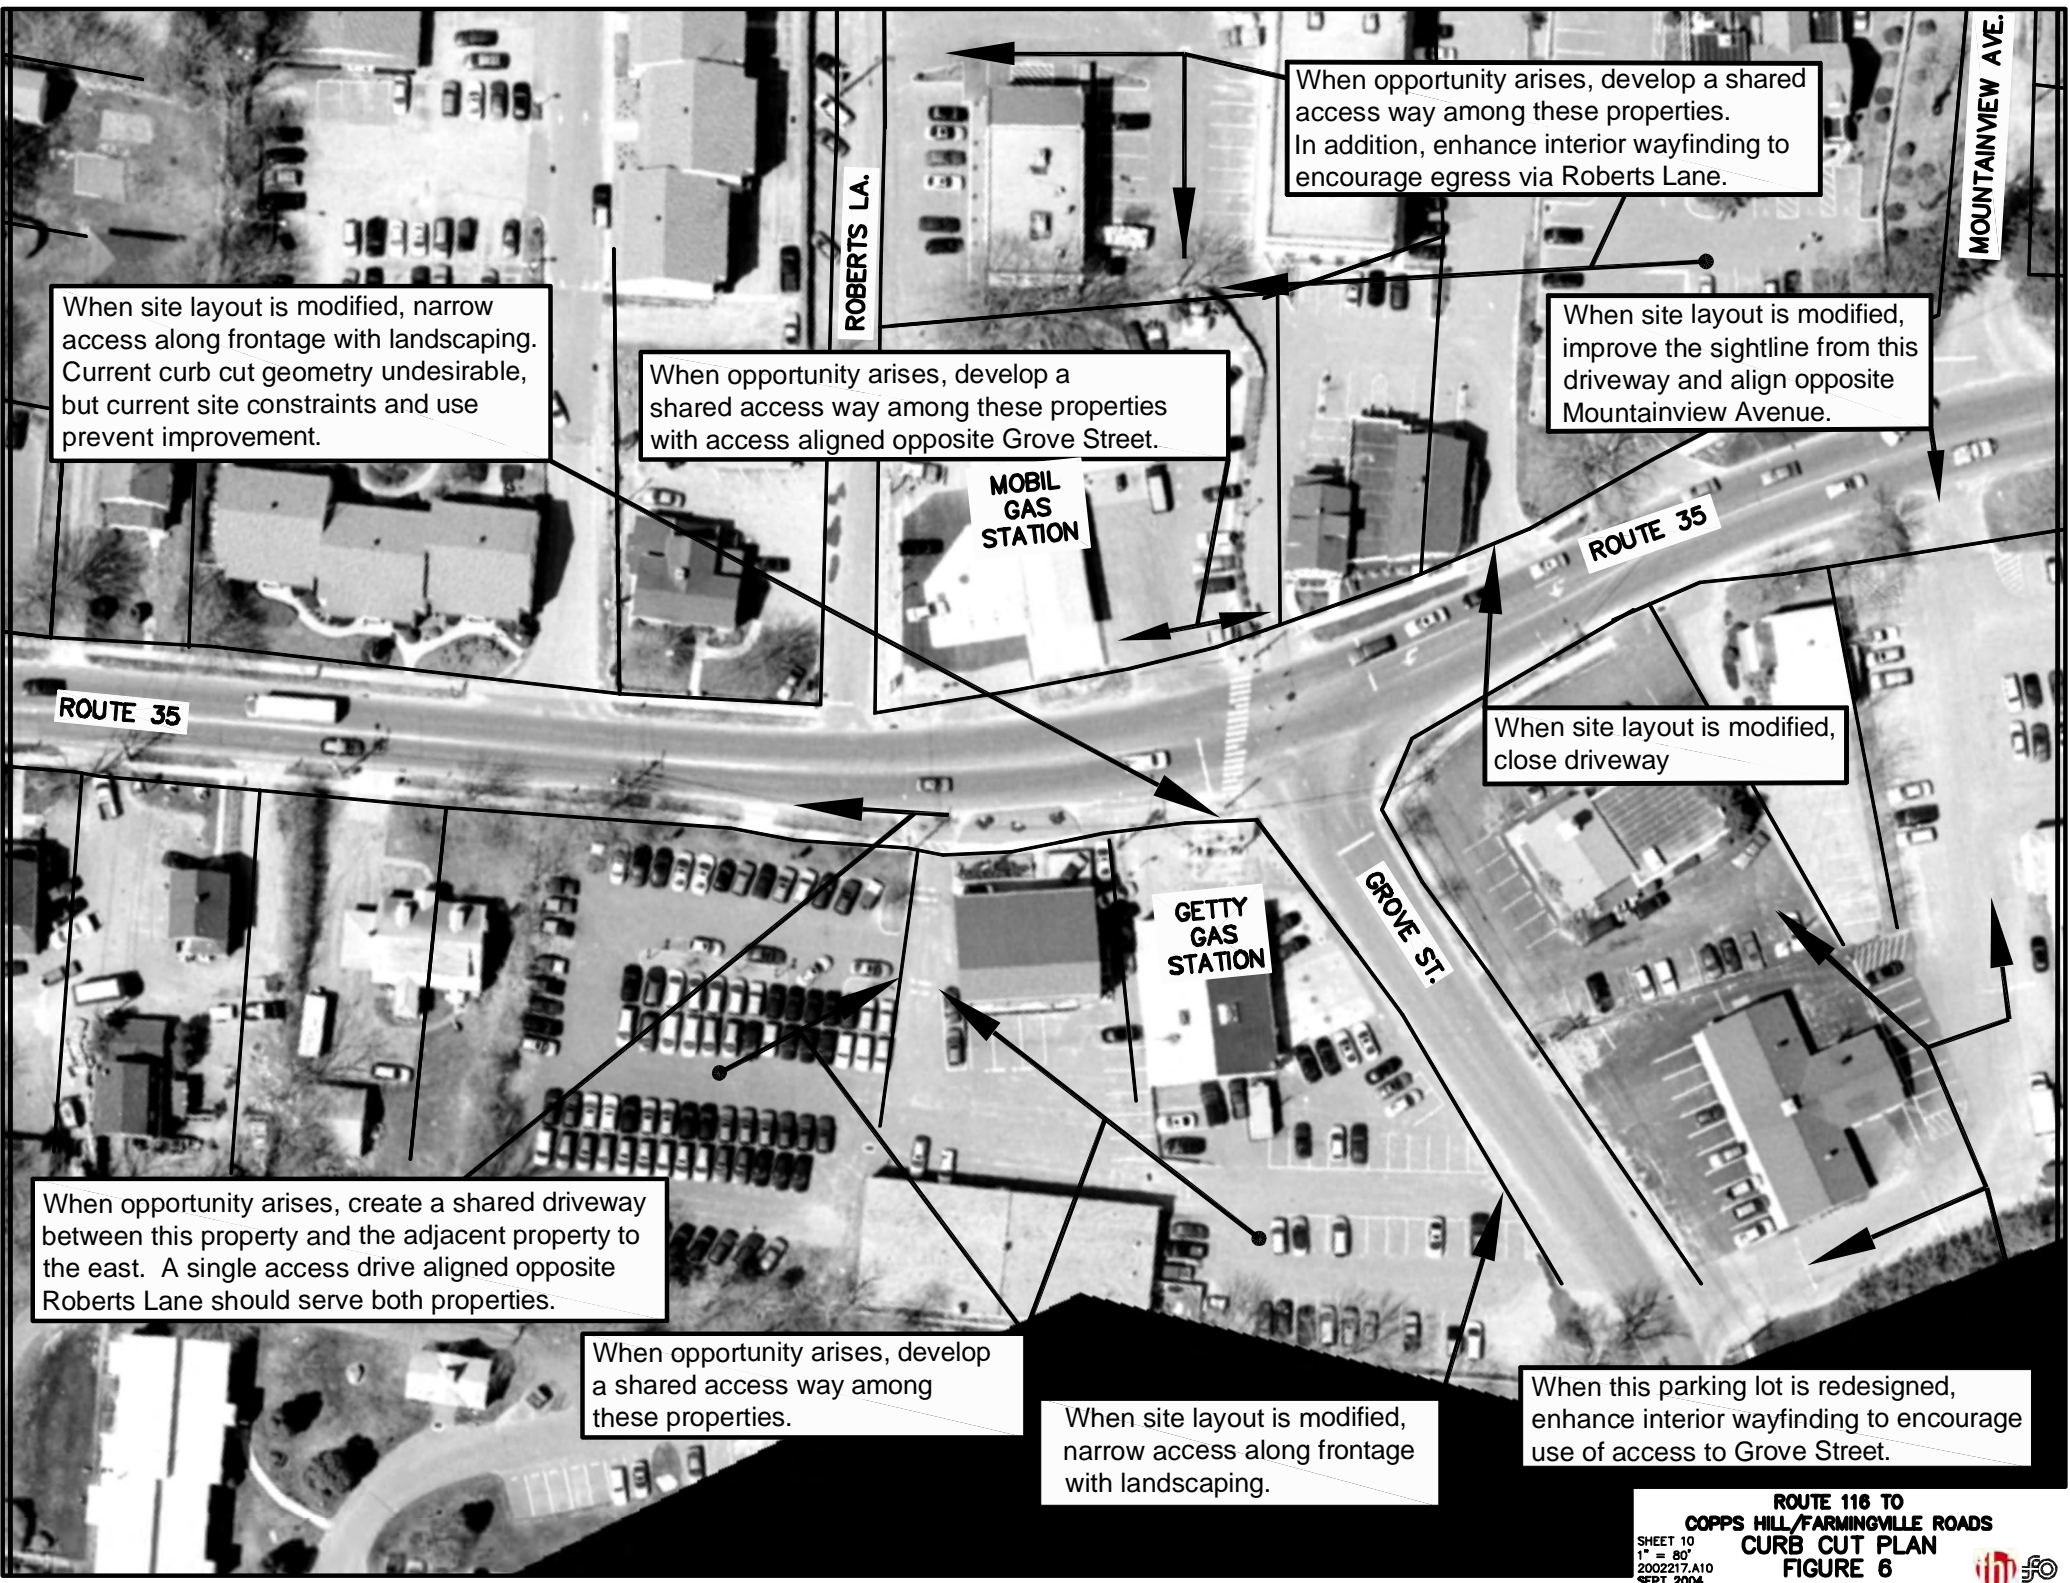 When opportunity arises, develop a shared
access way among these properties.
In addition, enhance interior wayfinding to
encourage egress via Roberts Lane.
MOUNTAINVIEW AVE.
ROBERTS LA.
When site layout is modified, narrow
access along frontage with landscaping.
Current curb cut geometry undesirable,
but current site constraints and use
prevent improvement.
When opportunity arises, develop a
shared access way among these properties
with access aligned opposite Grove Street.
When site layout is modified,
improve the sightline from this
driveway and align opposite
Mountainview Avenue.
MOBIL
GAS
STATION
ROUTE 35
ROUTE 35
When site layout is modified,
close driveway
GROVE ST.
GETTY
GAS
STATION
When opportunity arises, create a shared driveway
between this property and the adjacent property to
the east.  A single access drive aligned opposite
Roberts Lane should serve both properties.
When opportunity arises, develop
a shared access way among
these properties.
When site layout is modified,
narrow access along frontage
with landscaping.
When this parking lot is redesigned,
enhance interior wayfinding to encourage
use of access to Grove Street.
ROUTE 116 TO
COPPS HILL/FARMINGVILLE ROADS
CURB CUT PLAN
FIGURE 6
SHEET 10
1" = 80'
2002217.A10
SEPT. 2004
fhi